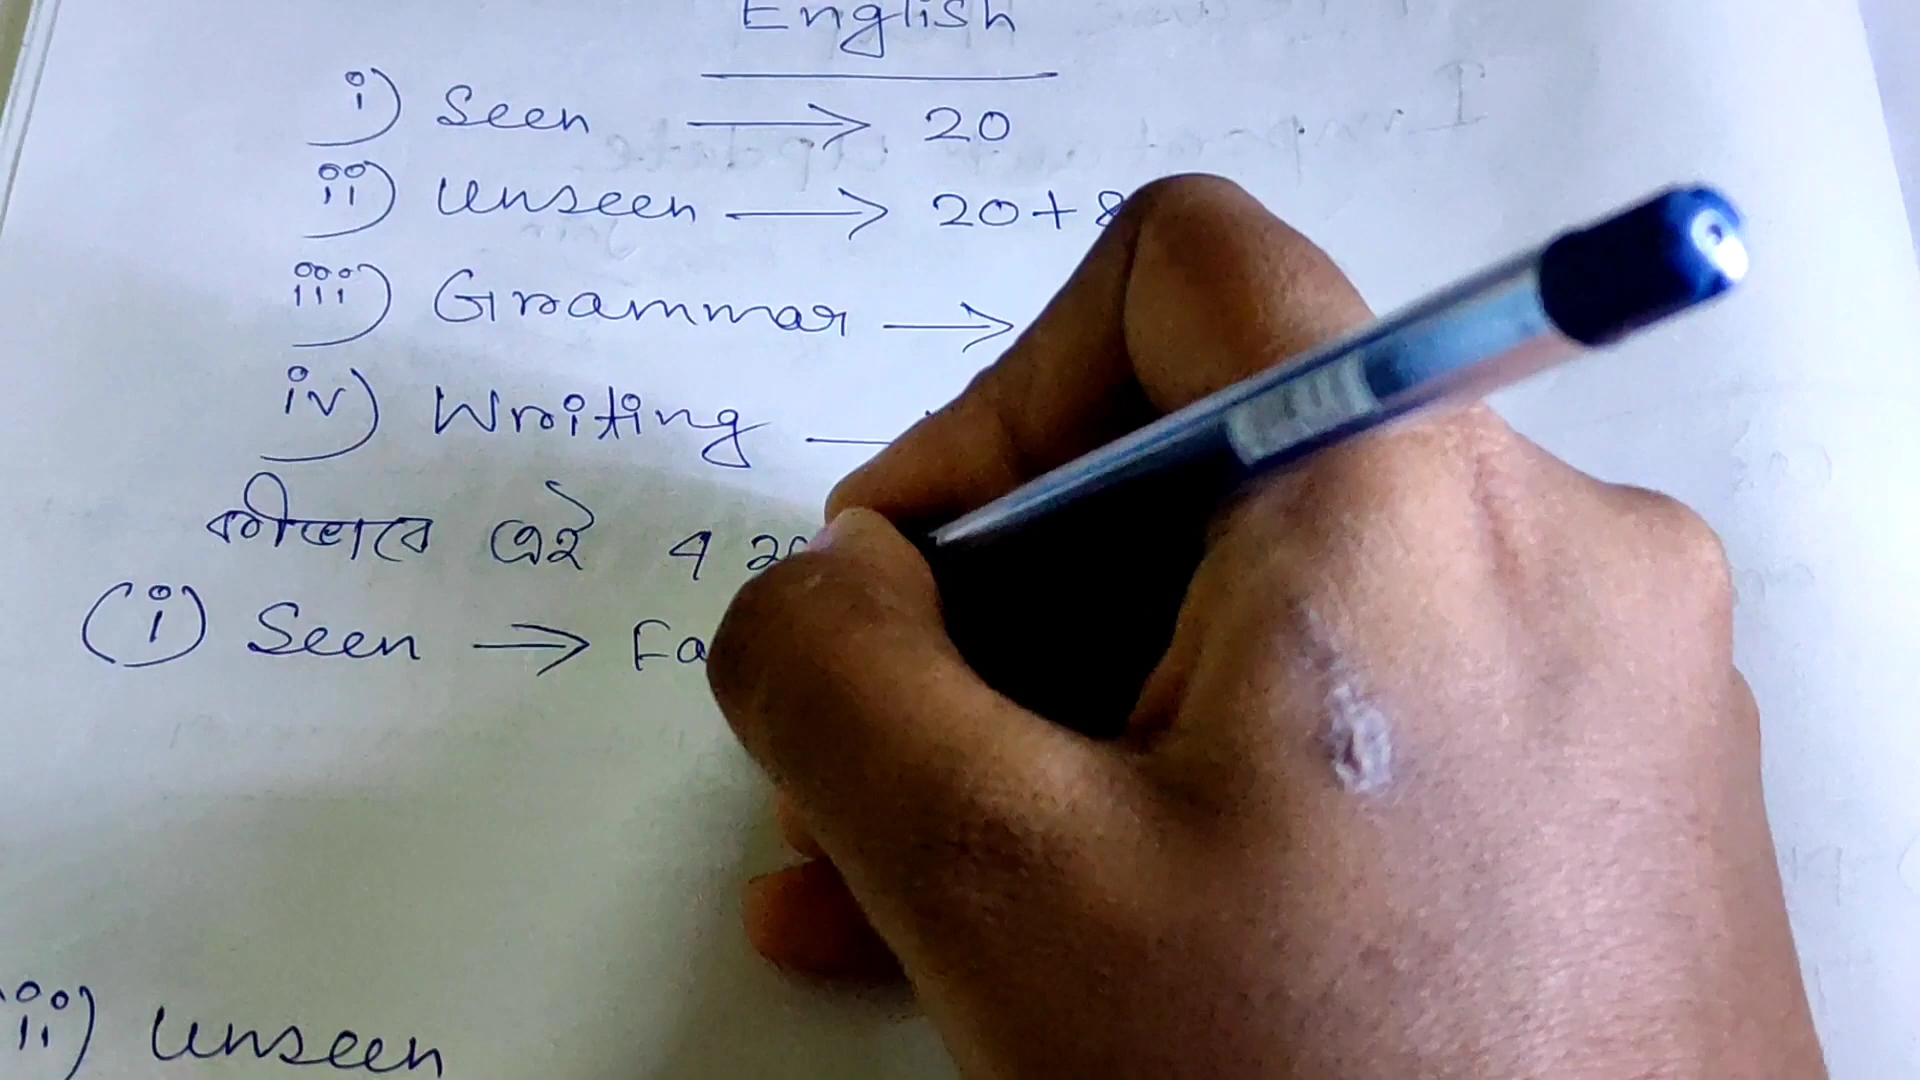 English
i) Seen → 20
ii) Unseen → 20+8
iii) Grammar →
iv) Writing
কীভাবে এই 4
(i) Seen → Fa
ii) Unseen